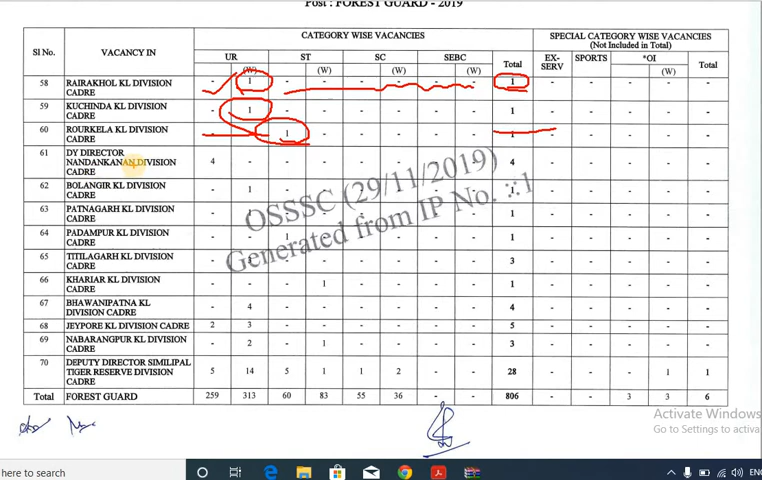 Post : FOREST GUARD - 2019
Sl No. VACANCY IN CATEGORY WISE VACANCIES SPECIAL CATEGORY WISE VACANCIES
(Not Included in Total)
UR ST SC SEBC Total EX-SERV SPORTS *OI Total
(W) (W) (W) (W) (W)
58 RAIRAKHOL KL DIVISION CADRE - 1 - - - - - - 1 - - - - -
59 KUCHINDA KL DIVISION CADRE - 1 - - - - - - 1 - - - - -
60 ROURKELA KL DIVISION CADRE - - 1 - - - - - 1 - - - - -
61 DY DIRECTOR NANDANKANAN DIVISION CADRE 4 - - - - - - - 4 - - - - -
62 BOLANGIR KL DIVISION CADRE - 1 - - - - - - 1 - - - - -
63 PATNAGARH KL DIVISION CADRE - 1 - - - - - - 1 - - - - -
64 PADAMPUR KL DIVISION CADRE - - 1 - - - - - 1 - - - - -
65 TITILAGARH KL DIVISION CADRE - - - - - - - 3 - - - - -
66 KHARIAR KL DIVISION CADRE - - - 1 - - - - 1 - - - - -
67 BHAWANIPATNA KL DIVISION CADRE - 4 - - - - - - 4 - - - - -
68 JEYPORE KL DIVISION CADRE 2 3 - - - - - - 5 - - - - -
69 NABARANGPUR KL DIVISION CADRE - 2 - 1 - - - - 3 - - - - -
70 DEPUTY DIRECTOR SIMILIPAL TIGER RESERVE DIVISION CADRE 5 14 5 1 1 2 - - 28 - - - 1 1
Total FOREST GUARD 259 313 60 83 55 36 - - 806 - - 3 3 6
OSSSC (29/11/2019)
Generated from IP No. ::1
Activate Windows
Go to Settings to activa
here to search
ENG